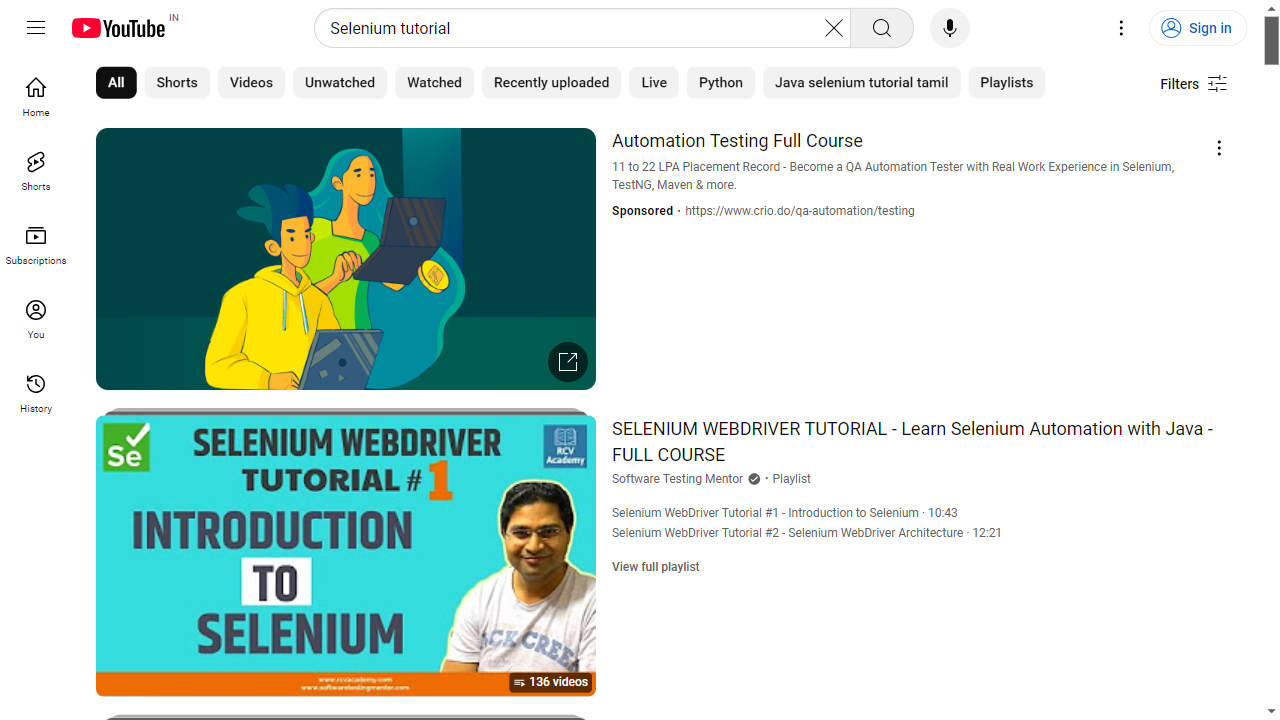 YouTube IN
Selenium tutorial
Sign in
All
Shorts
Videos
Unwatched
Watched
Recently uploaded
Live
Python
Java selenium tutorial tamil
Playlists
Filters
Home
Shorts
Subscriptions
You
History
Automation Testing Full Course
11 to 22 LPA Placement Record - Become a QA Automation Tester with Real Work Experience in Selenium,
TestNG, Maven & more.
Sponsored · https://www.crio.do/qa-automation/testing
Se
SELENIUM WEBDRIVER
TUTORIAL # 1
RCV
Academy
INTRODUCTION
TO
SELENIUM
www.rcvacademy.com
www.softwaretestingmentor.com
136 videos
SELENIUM WEBDRIVER TUTORIAL - Learn Selenium Automation with Java -
FULL COURSE
Software Testing Mentor · Playlist
Selenium WebDriver Tutorial #1 - Introduction to Selenium · 10:43
Selenium WebDriver Tutorial #2 - Selenium WebDriver Architecture · 12:21
View full playlist